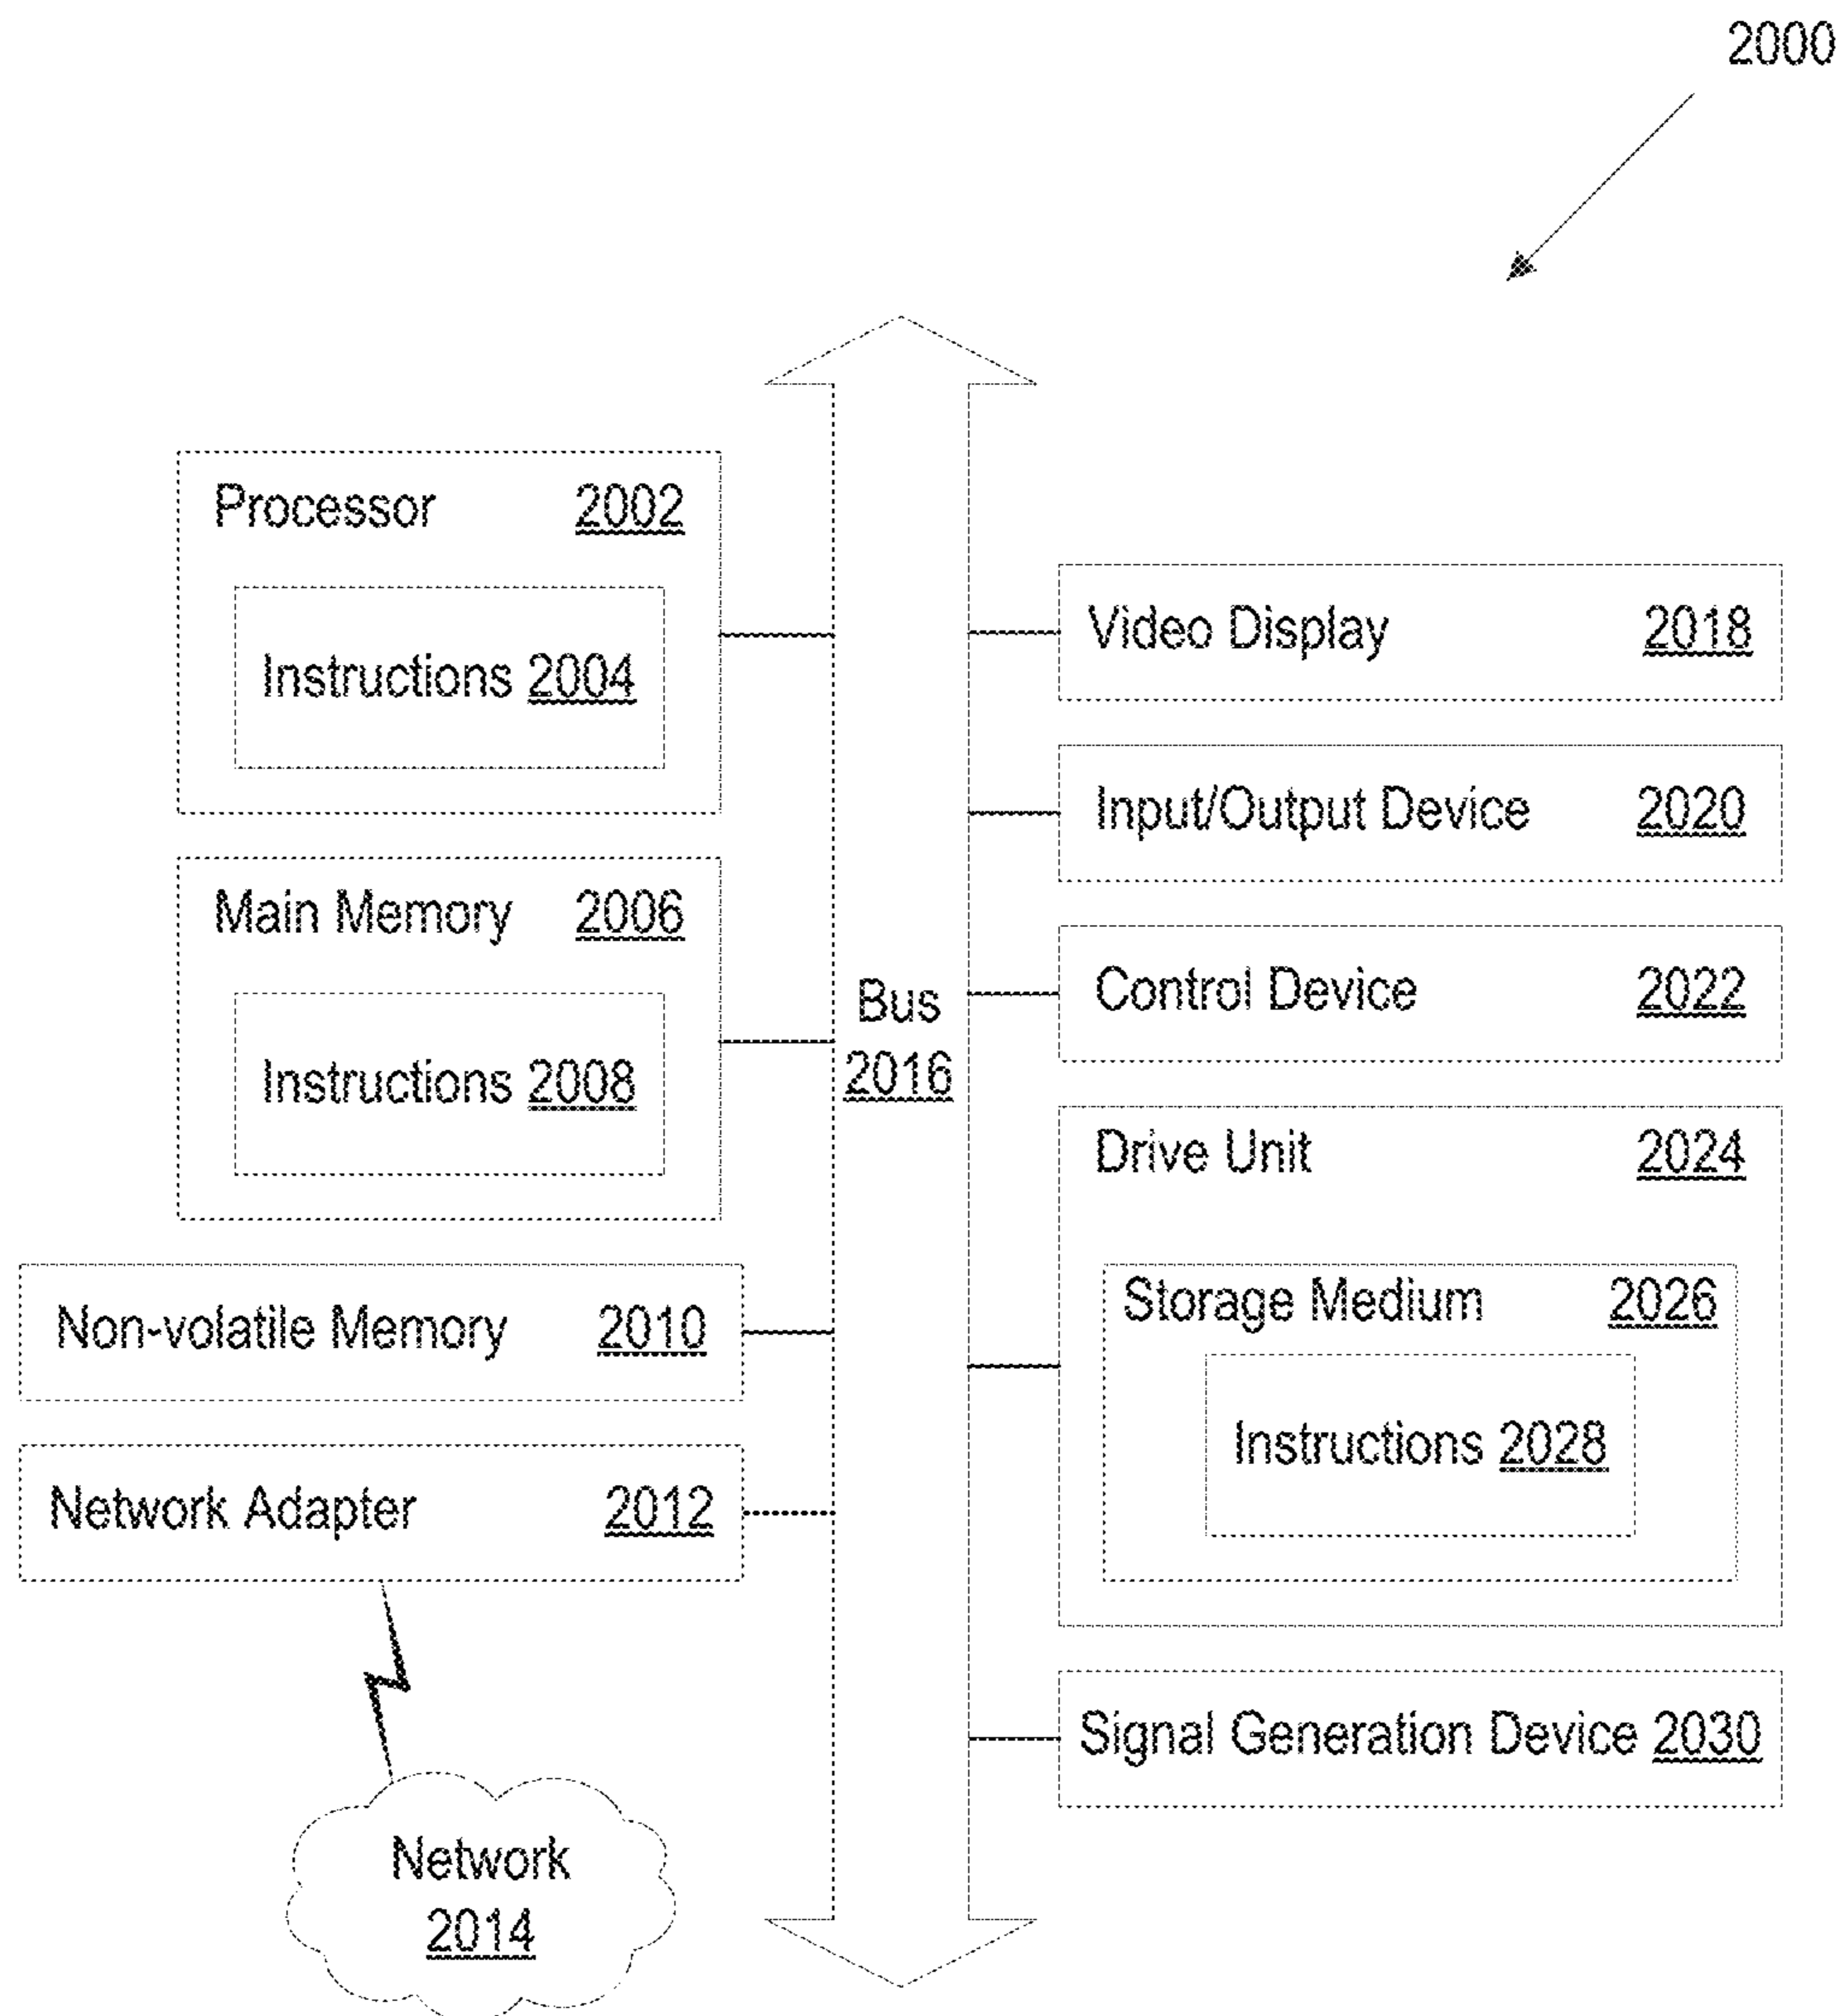 2000
Processor 2002
Instructions 2004
Main Memory 2006
Instructions 2008
Non-volatile Memory 2010
Network Adapter 2012
Network
2014
Bus
2016
Video Display 2018
Input/Output Device 2020
Control Device 2022
Drive Unit 2024
Storage Medium 2026
Instructions 2028
Signal Generation Device 2030